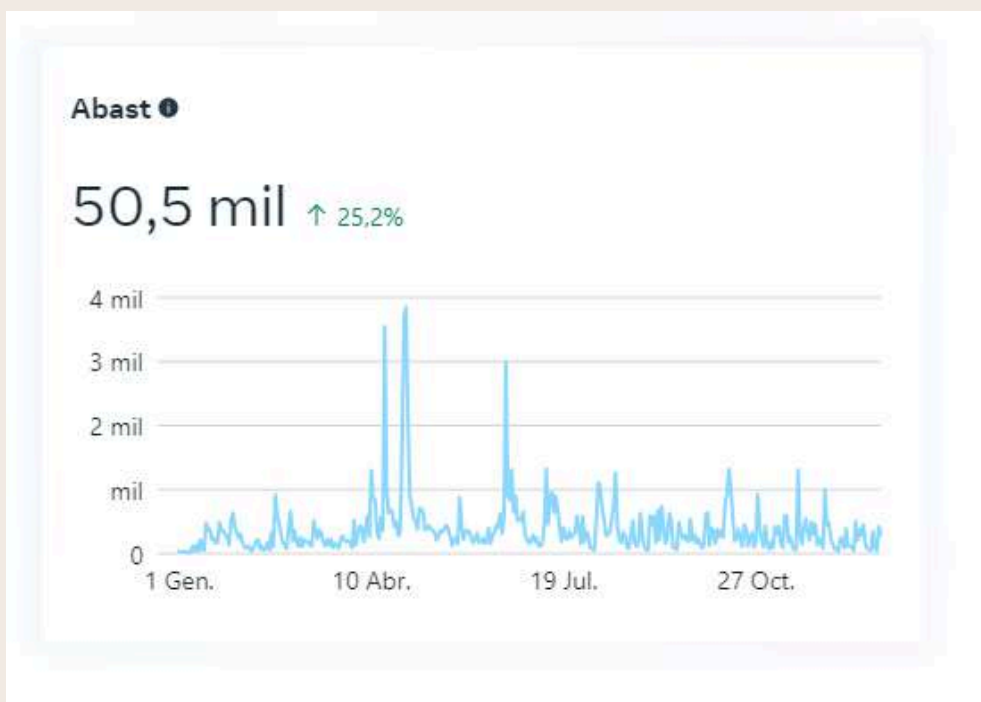 Abast
50,5 mil ↑ 25,2%
4 mil
3 mil
2 mil
mil
0
1 Gen. 10 Abr. 19 Jul. 27 Oct.